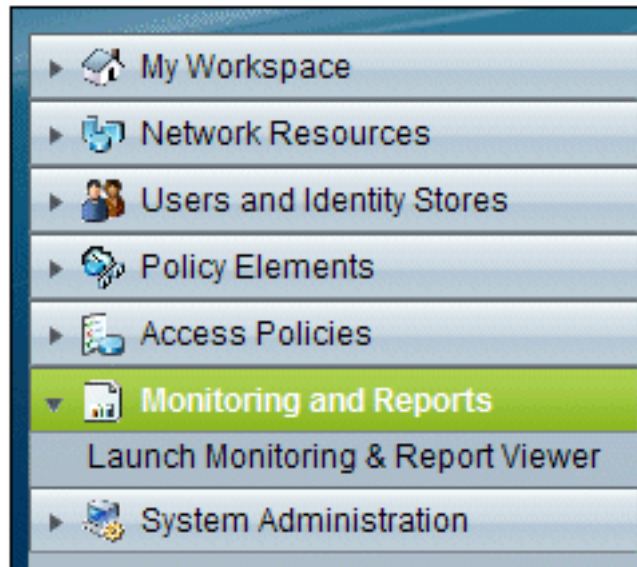 My Workspace
Network Resources
Users and Identity Stores
Policy Elements
Access Policies
Monitoring and Reports
Launch Monitoring & Report Viewer
System Administration